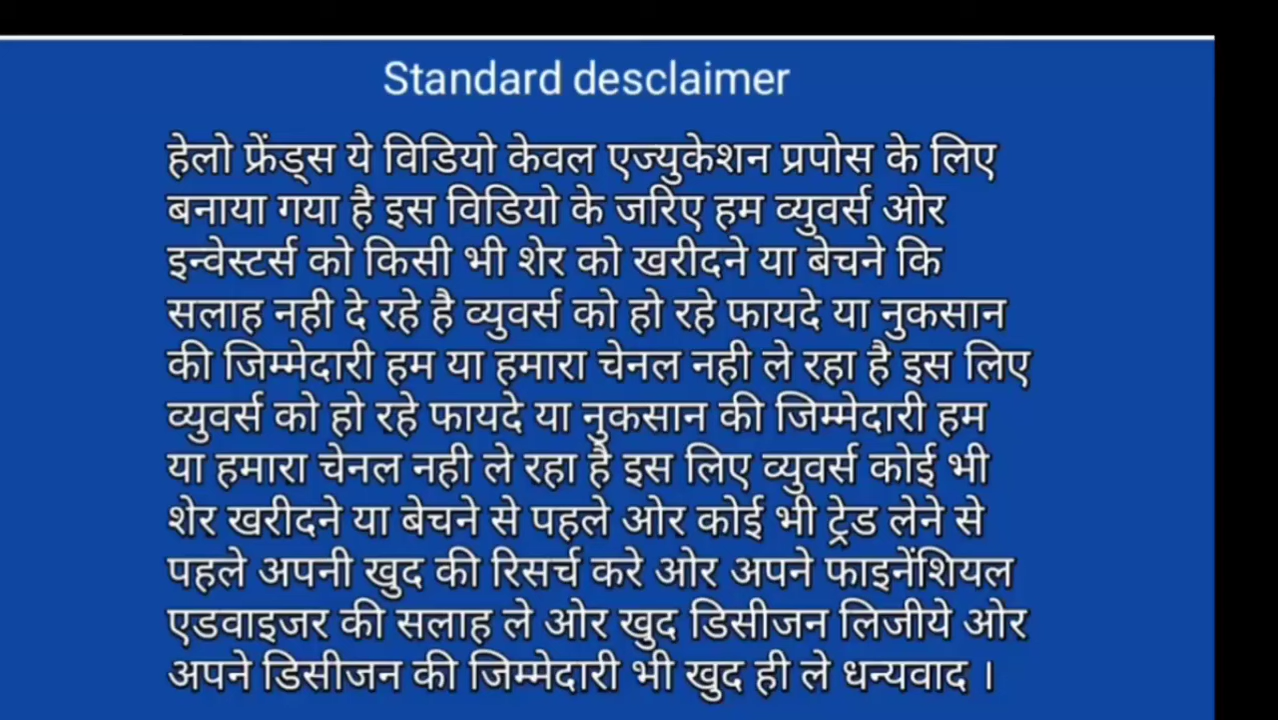 Standard desclaimer
हेलो फ्रेंड्स ये विडियो केवल एज्युकेशन प्रपोस के लिए
बनाया गया है इस विडियो के जरिए हम व्युवर्स ओर
इन्वेस्टर्स को किसी भी शेर को खरीदने या बेचने कि
सलाह नही दे रहे है व्युवर्स को हो रहे फायदे या नुकसान
की जिम्मेदारी हम या हमारा चेनल नही ले रहा है इस लिए
व्युवर्स को हो रहे फायदे या नुकसान की जिम्मेदारी हम
या हमारा चेनल नही ले रहा है इस लिए व्युवर्स कोई भी
शेर खरीदने या बेचने से पहले ओर कोई भी ट्रेड लेने से
पहले अपनी खुद की रिसर्च करे ओर अपने फाइनेंशियल
एडवाइजर की सलाह ले ओर खुद डिसीजन लिजीये ओर
अपने डिसीजन की जिम्मेदारी भी खुद ही ले धन्यवाद ।